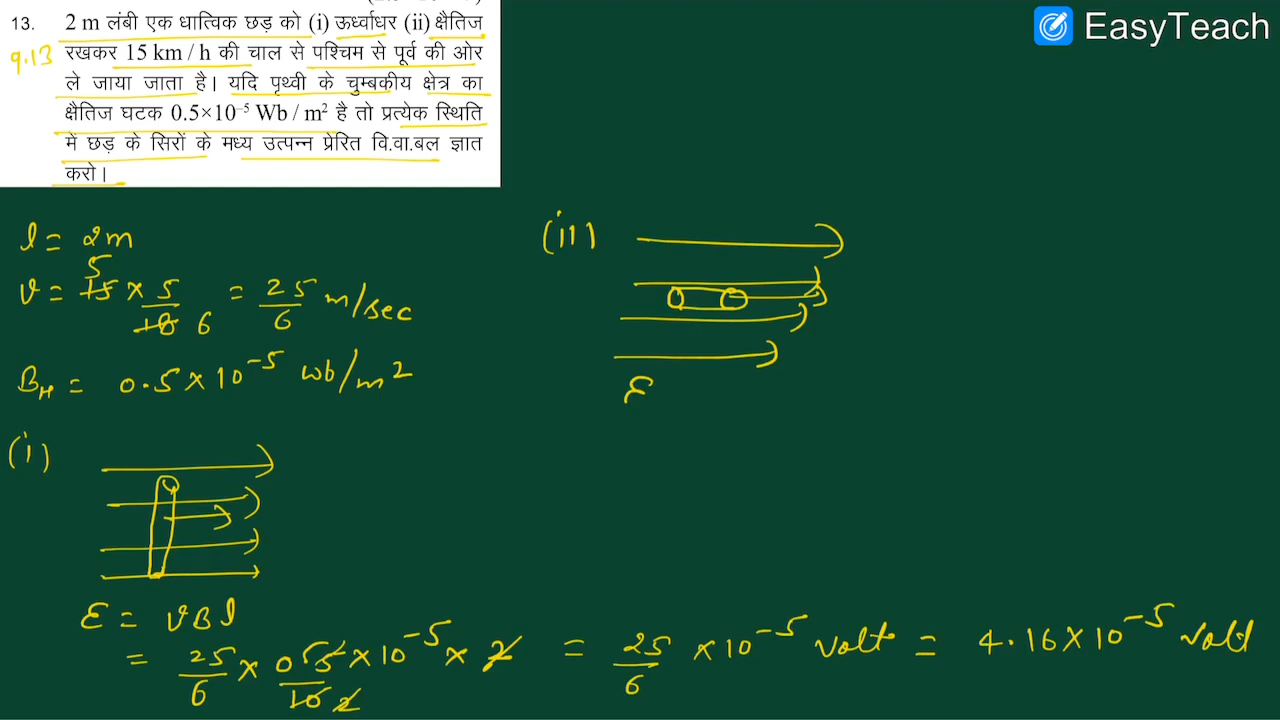 13. 2 m लंबी एक धात्विक छड़ को (i) ऊर्ध्वाधर (ii) क्षैतिज
9.13 रखकर 15 km / h की चाल से पश्चिम से पूर्व की ओर
ले जाया जाता है। यदि पृथ्वी के चुम्बकीय क्षेत्र का
क्षैतिज घटक 0.5×10⁻⁵ Wb / m² है तो प्रत्येक स्थिति
में छड़ के सिरों के मध्य उत्पन्न प्रेरित वि.वा.बल ज्ञात
करो।
EasyTeach
l = 2m
v = 15 5 × 5/18 6 = 25/6 m/sec
B_H = 0.5 × 10⁻⁵ wb/m²
(i)
ε = vBl
= 25/6 × 05/10 2 × 10⁻⁵ × 2 = 25/6 × 10⁻⁵ volt = 4.16 × 10⁻⁵ volt
(ii)
ε